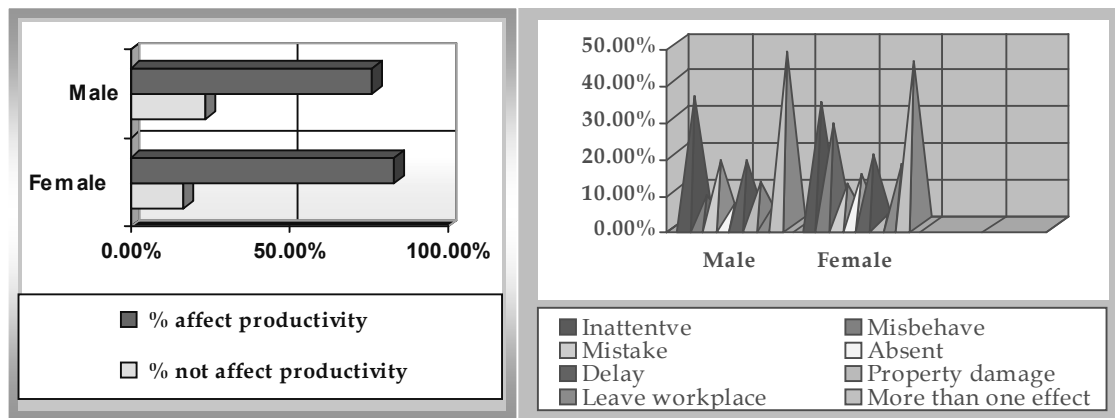 Male
Female
0.00% 50.00% 100.00%
% affect productivity
% not affect productivity
50.00%
40.00%
30.00%
20.00%
10.00%
0.00%
Male Female
Inattentve Misbehave
Mistake Absent
Delay Property damage
Leave workplace More than one effect